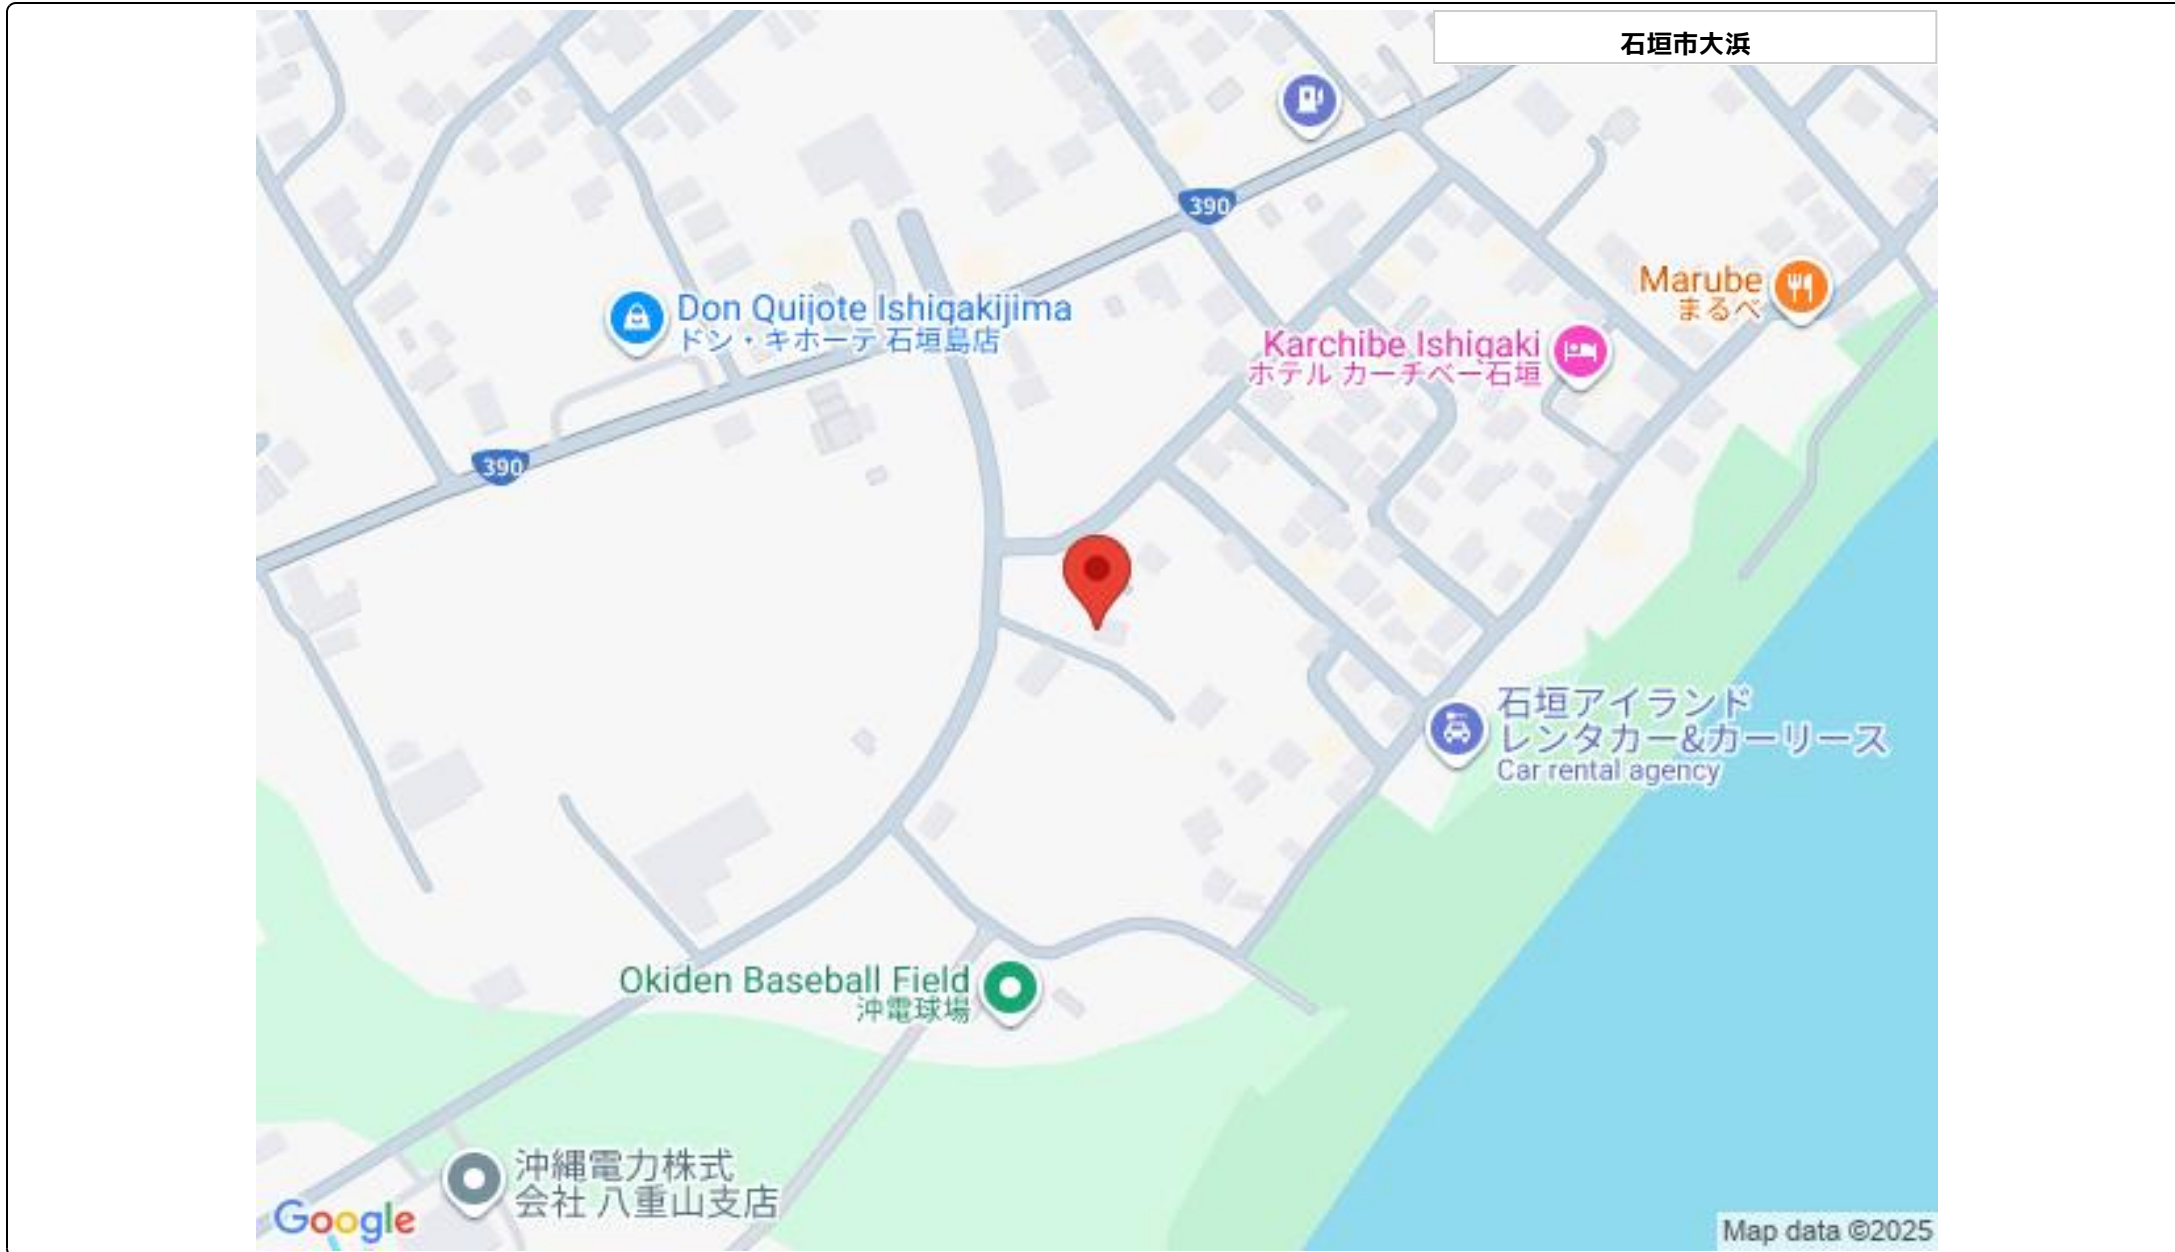 石垣市大浜
390
Don Quijote Ishigakijima
ドン・キホーテ 石垣島店
Marube
まるべ
Karchibe Ishigaki
ホテル カーチベー石垣
390
石垣アイランド
レンタカー&カーリース
Car rental agency
Okiden Baseball Field
沖電球場
沖縄電力株式
会社 八重山支店
Google
Map data ©2025